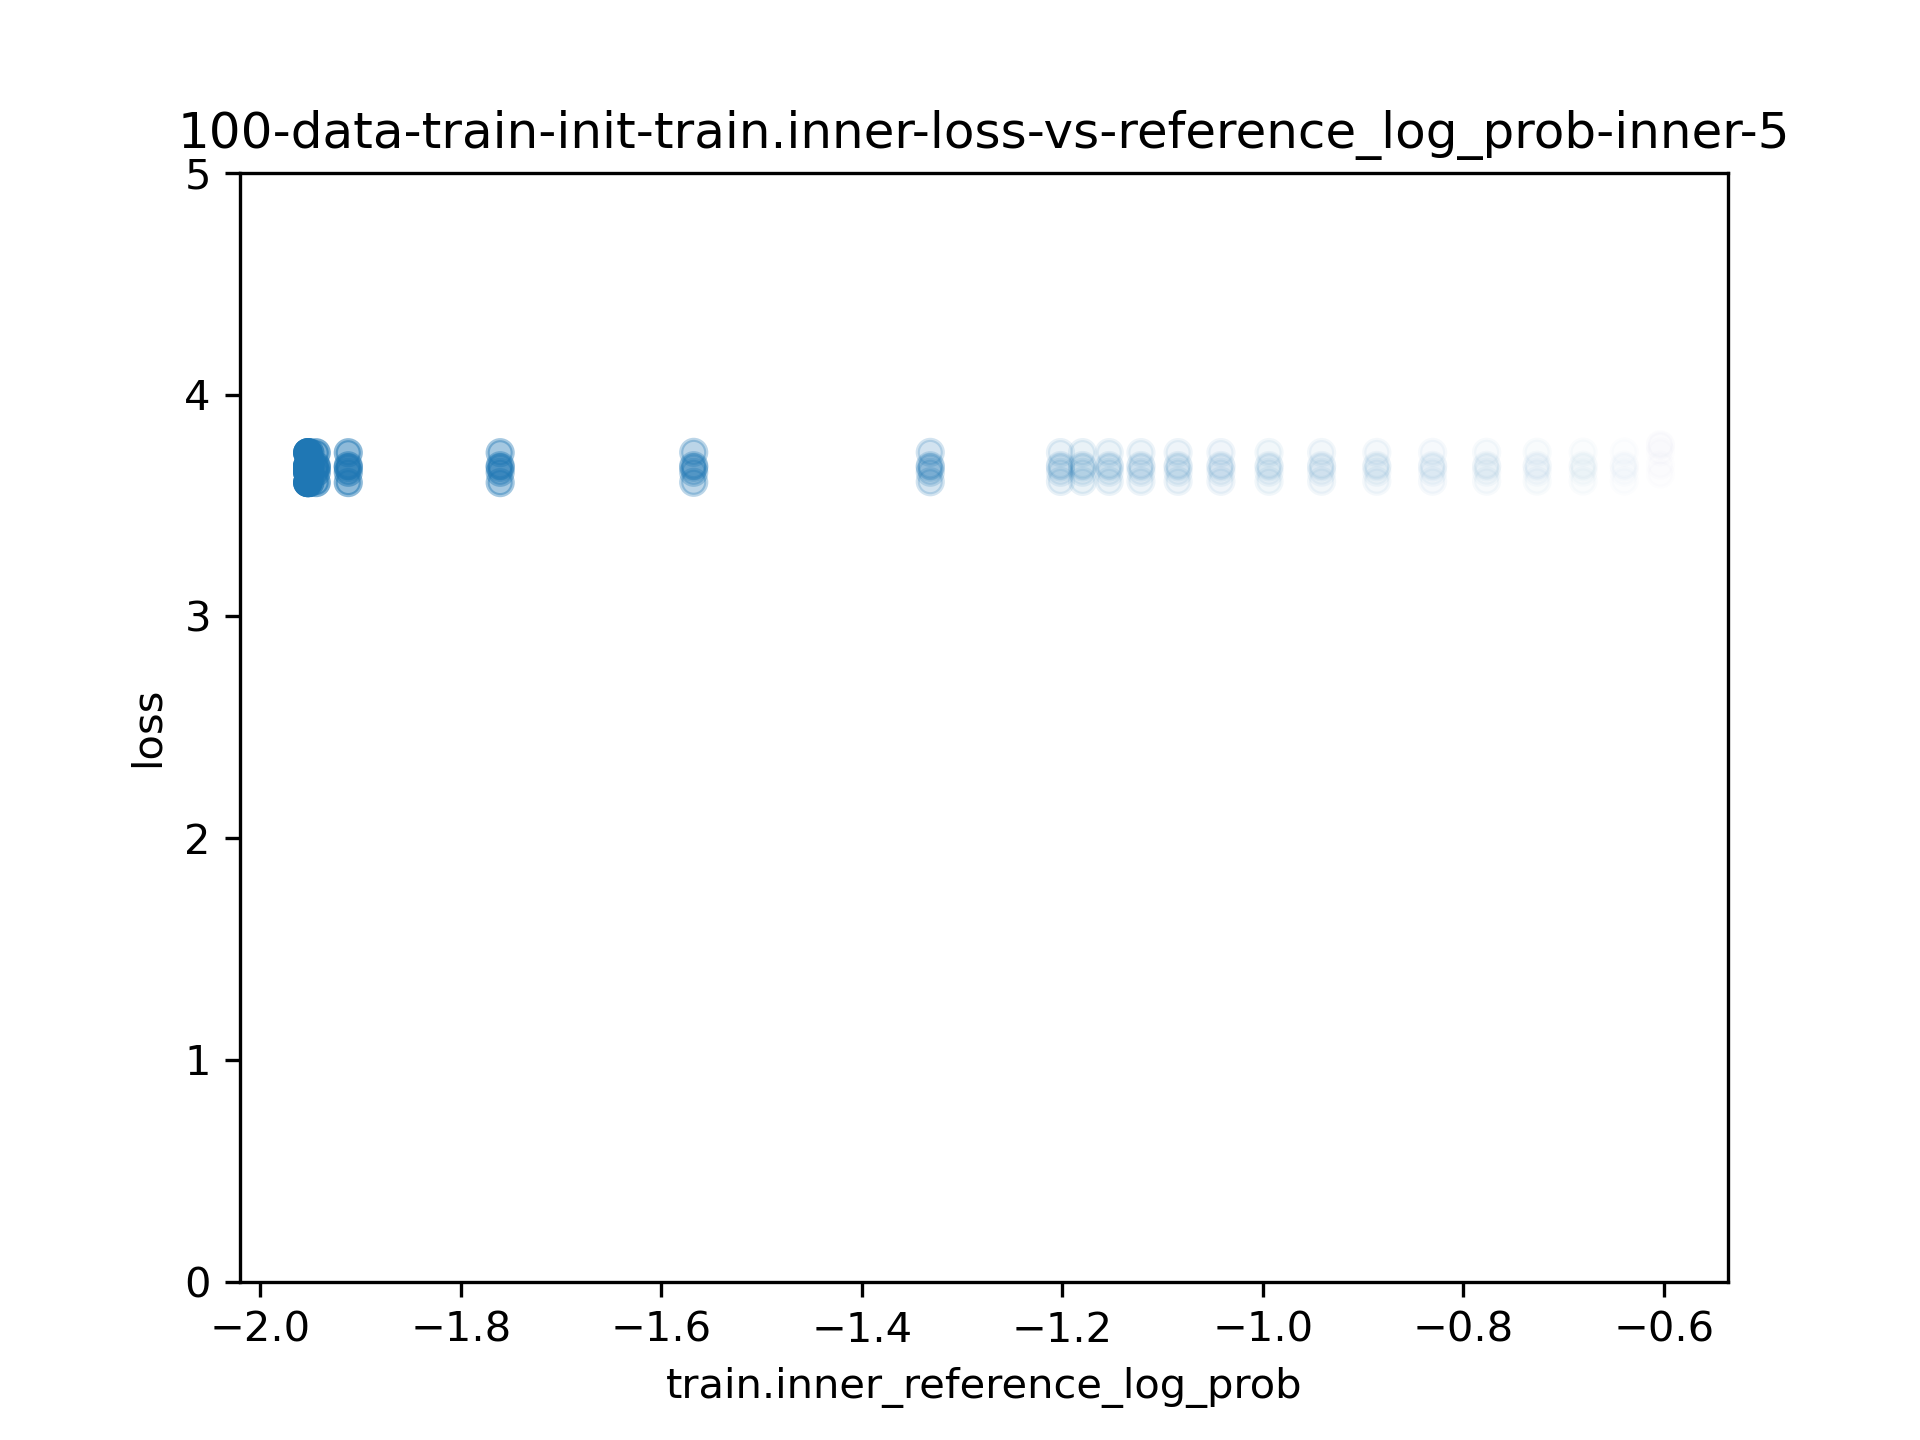 100-data-train-init-train.inner-loss-vs-reference_log_prob-inner-5
5
4
3
2
1
0
loss
−2.0 −1.8 −1.6 −1.4 −1.2 −1.0 −0.8 −0.6
train.inner_reference_log_prob